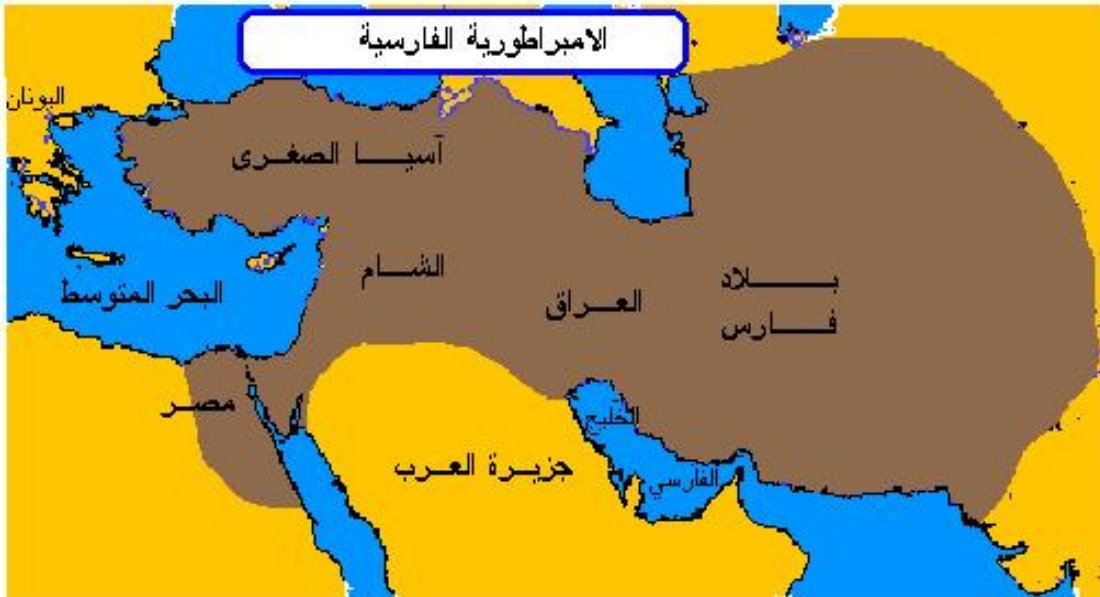 الامبراطورية الفارسية
اليونان
آسيا الصغرى
الشام
البحر المتوسط
العراق
بلاد
فارس
مصر
الخليج
الفارسي
جزيرة العرب